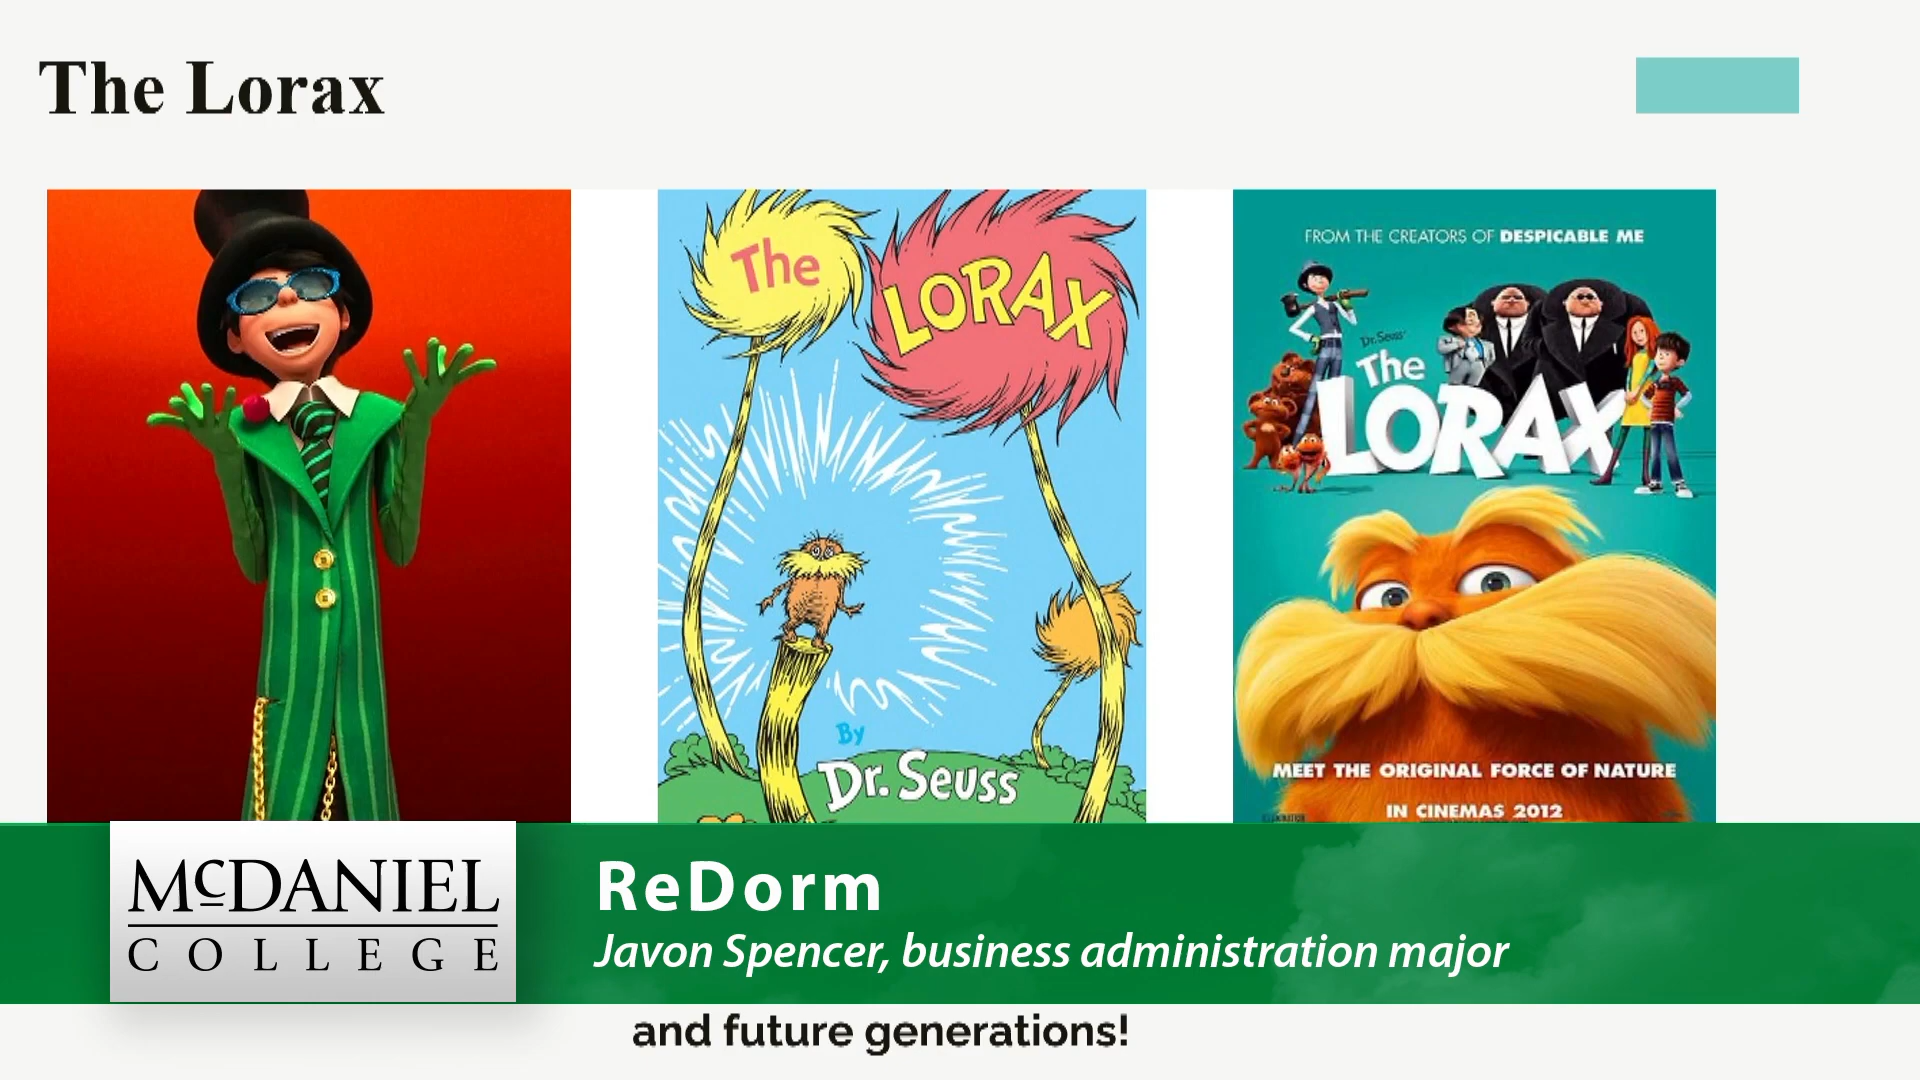 The Lorax
The
LORAX
By
Dr. Seuss
FROM THE CREATORS OF DESPICABLE ME
Dr. Seuss'
The
LORAX
MEET THE ORIGINAL FORCE OF NATURE
IN CINEMAS 2012
McDANIEL
COLLEGE
ReDorm
Javon Spencer, business administration major
and future generations!